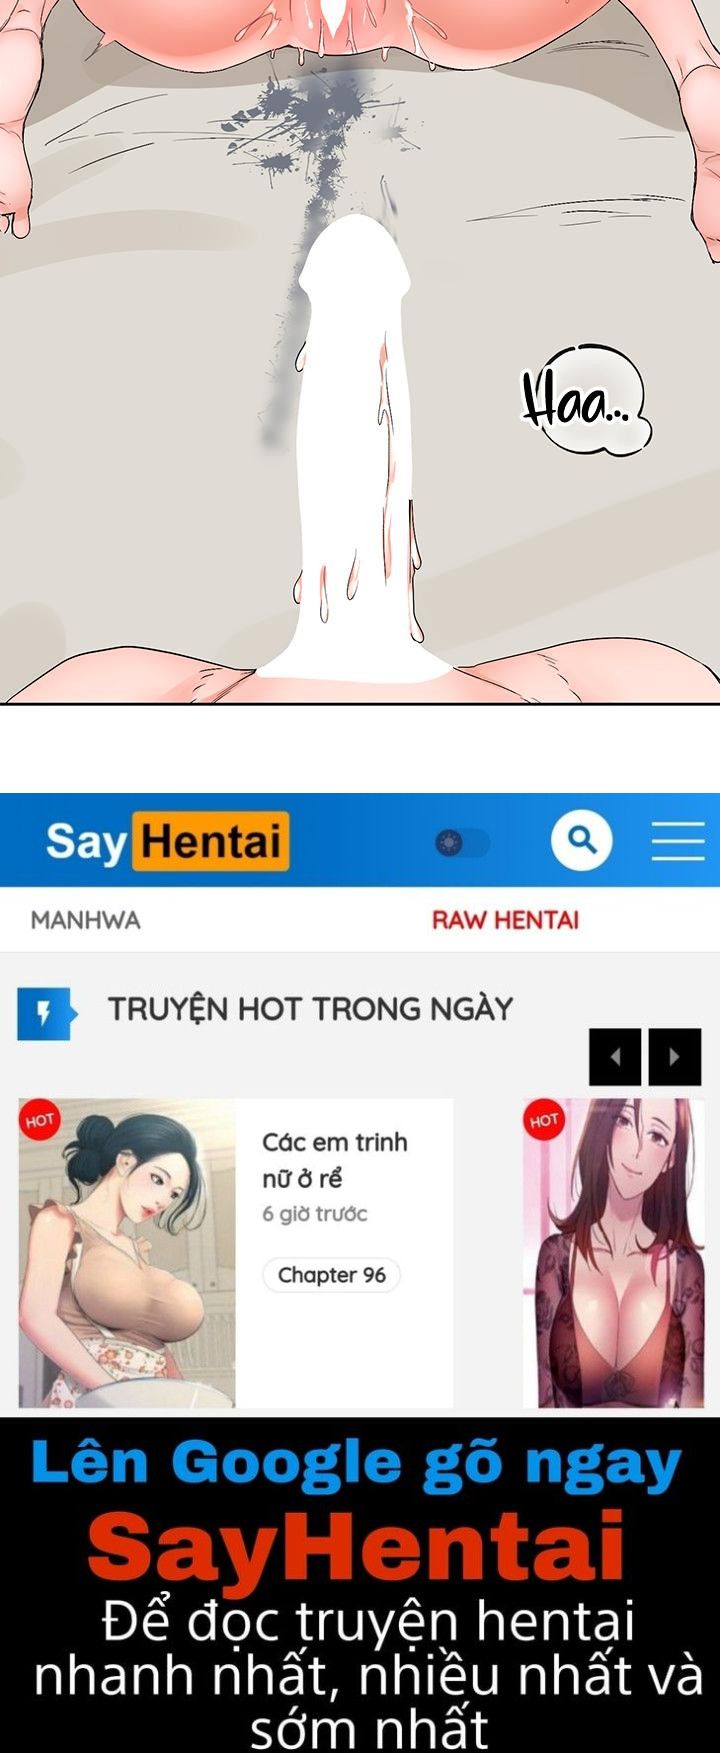 Haa..
Say Hentai
MANHWA
RAW HENTAI
TRUYỆN HOT TRONG NGÀY
HOT
Các em trinh
nữ ở rể
6 giờ trước
Chapter 96
HOT
Lên Google gõ ngay
SayHentai
Để đọc truyện hentai
nhanh nhất, nhiều nhất và
sớm nhất